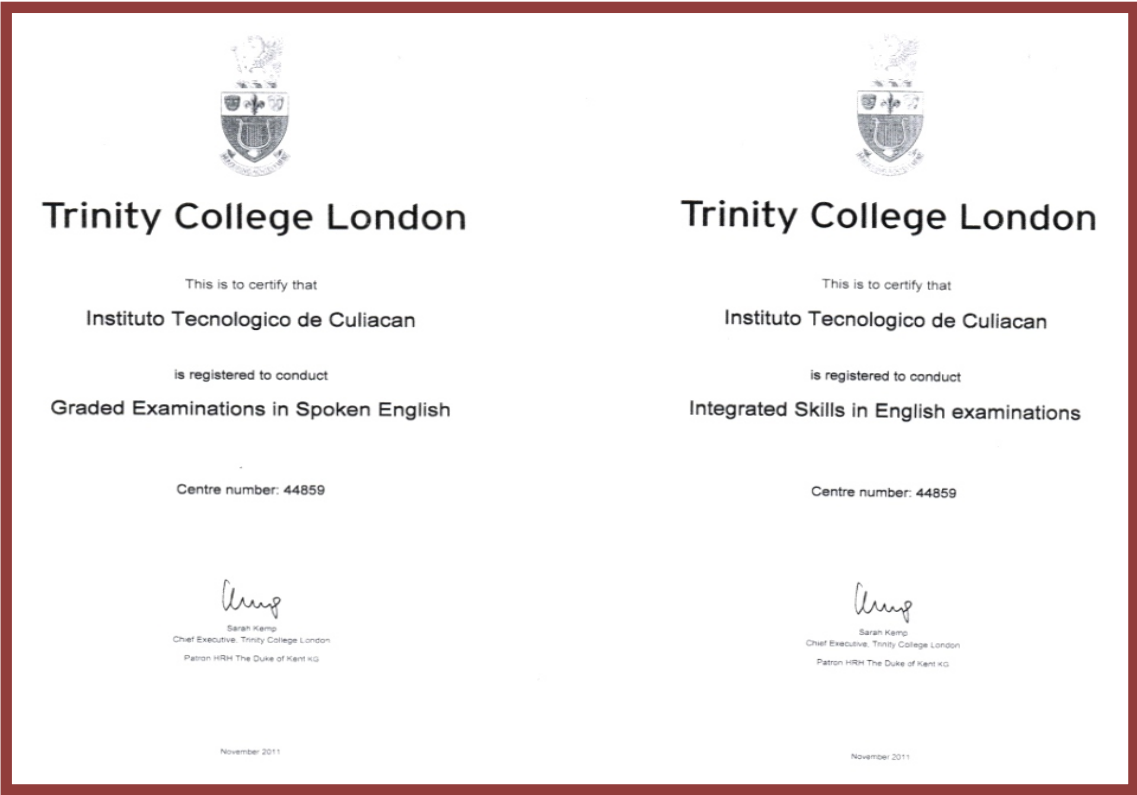 Trinity College London
This is to certify that
Instituto Tecnologico de Culiacan
is registered to conduct
Graded Examinations in Spoken English
Centre number: 44859
Sarah Kemp
Chief Executive, Trinity College London
Patron HRH The Duke of Kent KG
November 2011
Trinity College London
This is to certify that
Instituto Tecnologico de Culiacan
is registered to conduct
Integrated Skills in English examinations
Centre number: 44859
Sarah Kemp
Chief Executive, Trinity College London
Patron HRH The Duke of Kent KG
November 2011